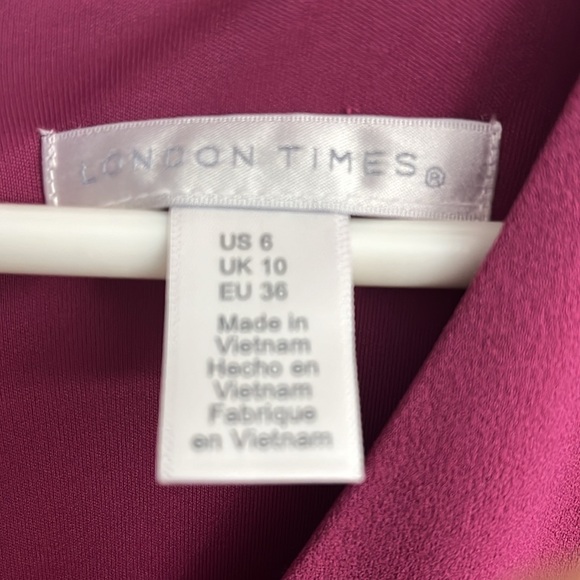 LONDON TIMES®
US 6
UK 10
EU 36
Made in
Vietnam
Hecho en
Vietnam
Fabrique
en Vietnam